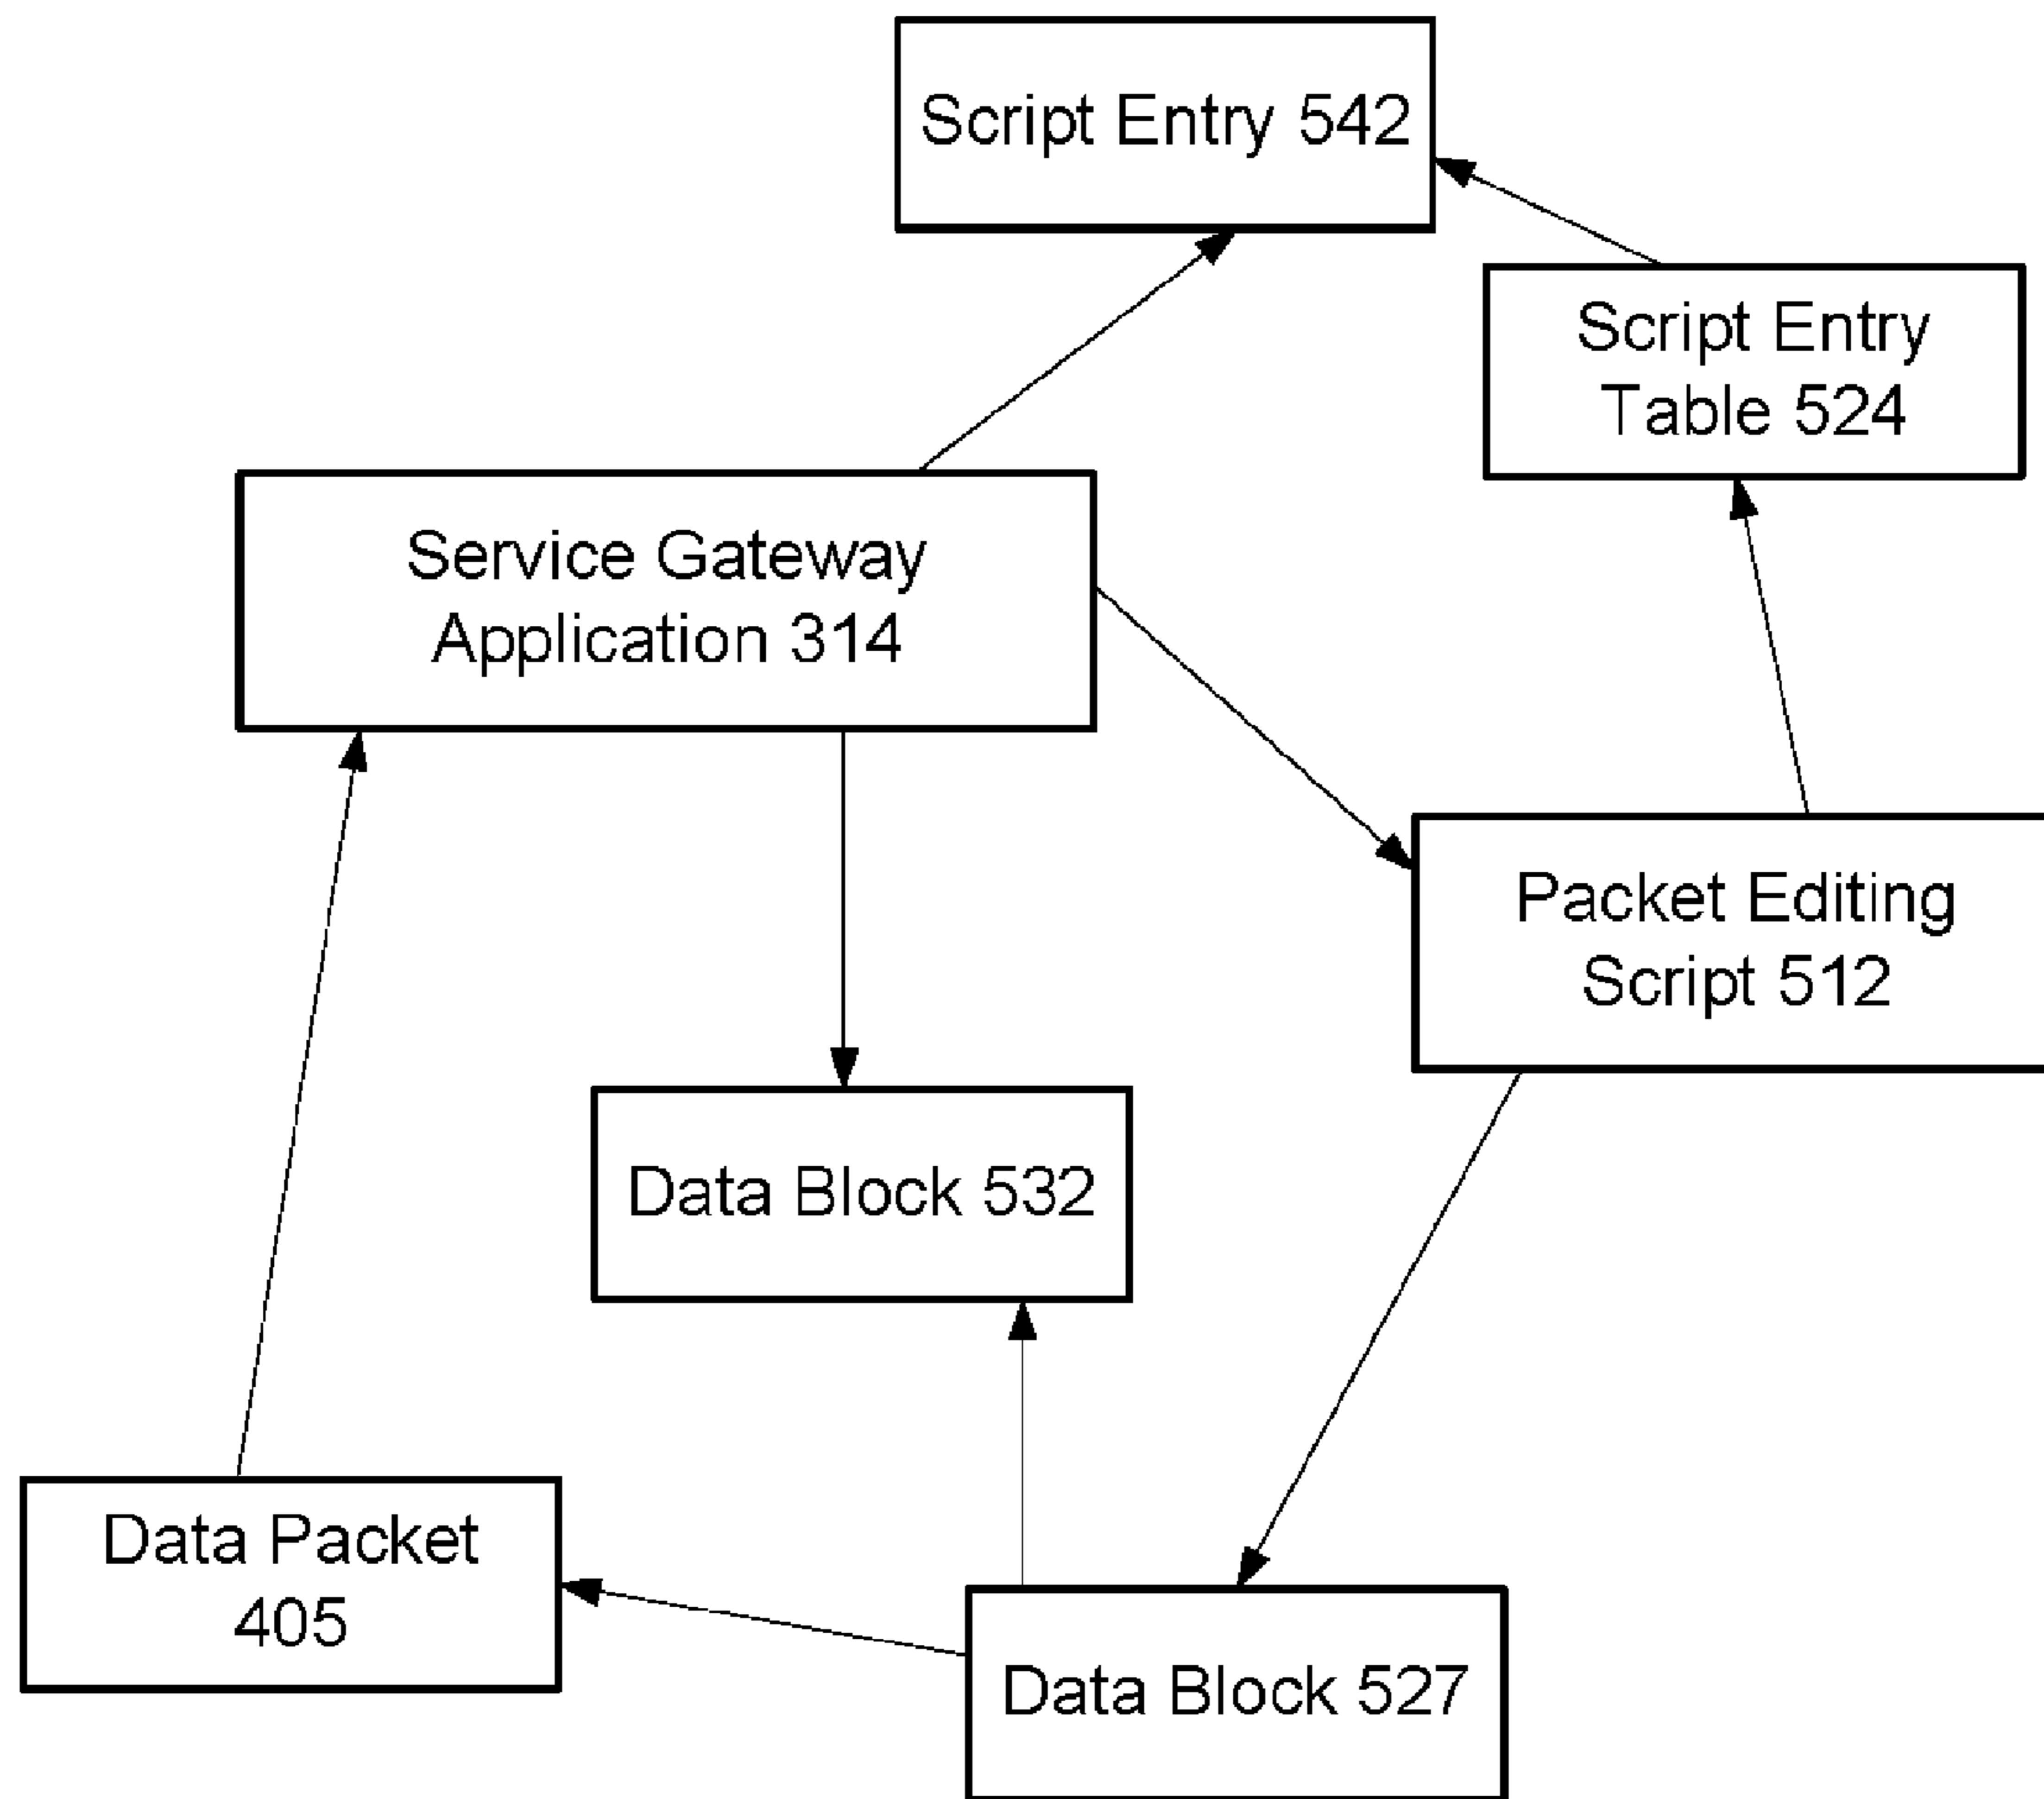 Script Entry 542
Script Entry
Table 524
Service Gateway
Application 314
Packet Editing
Script 512
Data Block 532
Data Packet
405
Data Block 527